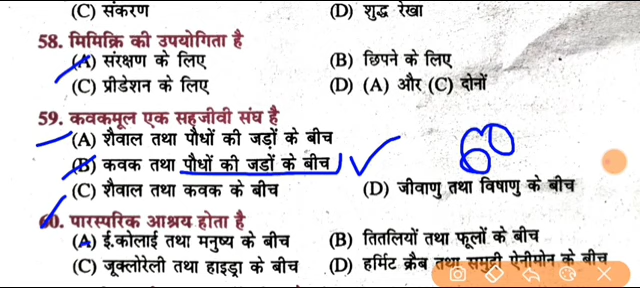 (C) संकरण (D) शुद्ध रेखा
58. मिमिक्रि की उपयोगिता है
(A) संरक्षण के लिए (B) छिपने के लिए
(C) प्रीडेशन के लिए (D) (A) और (C) दोनों
59. कवकमूल एक सहजीवी संघ है
(A) शैवाल तथा पौधों की जड़ों के बीच
60
(B) कवक तथा पौधों की जडों के बीच
(C) शैवाल तथा कवक के बीच (D) जीवाणु तथा विषाणु के बीच
60. पारस्परिक आश्रय होता है
(A) ई.कोलाई तथा मनुष्य के बीच (B) तितलियों तथा फूलों के बीच
(C) जूक्लोरेली तथा हाइड्रा के बीच (D) हर्मिट क्रैब तथा समुद्री ऐनीमोन के बीच